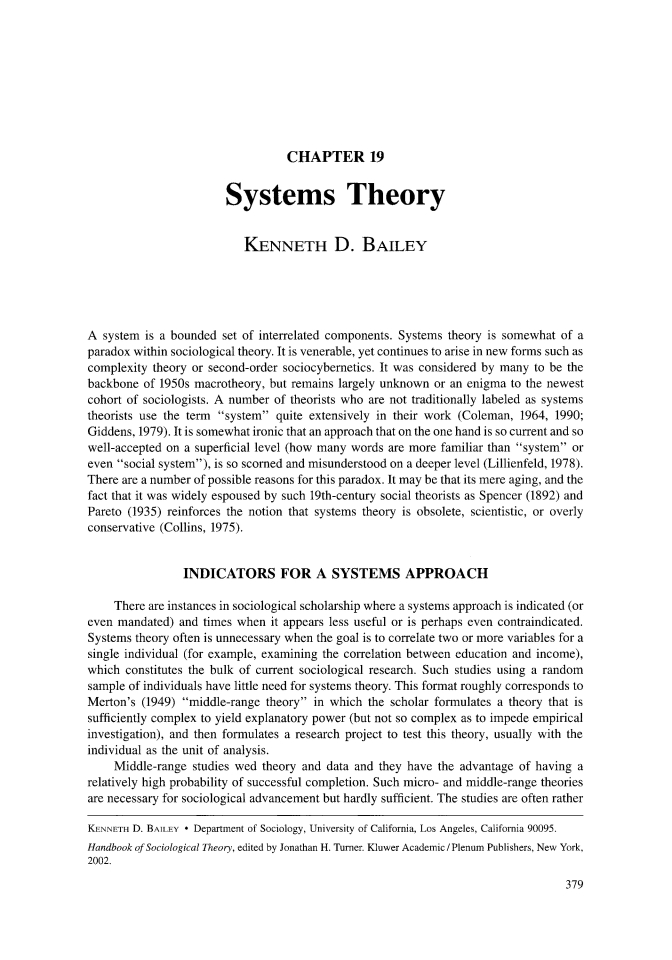 CHAPTER 19
Systems Theory
KENNETH D. BAILEY
A system is a bounded set of interrelated components. Systems theory is somewhat of a
paradox within sociological theory. It is venerable, yet continues to arise in new forms such as
complexity theory or second-order sociocybernetics. It was considered by many to be the
backbone of 1950s macrotheory, but remains largely unknown or an enigma to the newest
cohort of sociologists. A number of theorists who are not traditionally labeled as systems
theorists use the term “system” quite extensively in their work (Coleman, 1964, 1990;
Giddens, 1979). It is somewhat ironic that an approach that on the one hand is so current and so
well-accepted on a superficial level (how many words are more familiar than “system” or
even “social system”), is so scorned and misunderstood on a deeper level (Lillienfeld, 1978).
There are a number of possible reasons for this paradox. It may be that its mere aging, and the
fact that it was widely espoused by such 19th-century social theorists as Spencer (1892) and
Pareto (1935) reinforces the notion that systems theory is obsolete, scientistic, or overly
conservative (Collins, 1975).
INDICATORS FOR A SYSTEMS APPROACH
There are instances in sociological scholarship where a systems approach is indicated (or
even mandated) and times when it appears less useful or is perhaps even contraindicated.
Systems theory often is unnecessary when the goal is to correlate two or more variables for a
single individual (for example, examining the correlation between education and income),
which constitutes the bulk of current sociological research. Such studies using a random
sample of individuals have little need for systems theory. This format roughly corresponds to
Merton’s (1949) “middle-range theory” in which the scholar formulates a theory that is
sufficiently complex to yield explanatory power (but not so complex as to impede empirical
investigation), and then formulates a research project to test this theory, usually with the
individual as the unit of analysis.
Middle-range studies wed theory and data and they have the advantage of having a
relatively high probability of successful completion. Such micro- and middle-range theories
are necessary for sociological advancement but hardly sufficient. The studies are often rather
KENNETH D. BAILEY • Department of Sociology, University of California, Los Angeles, California 90095.
Handbook of Sociological Theory, edited by Jonathan H. Turner. Kluwer Academic / Plenum Publishers, New York,
2002.
379